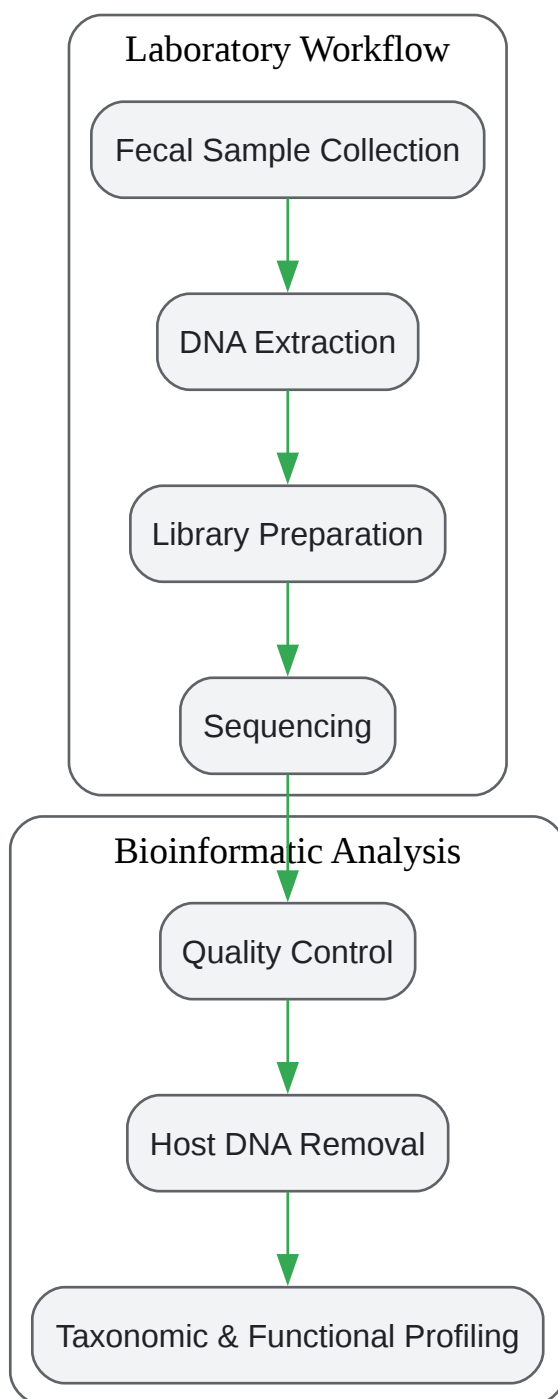 Laboratory Workflow
Fecal Sample Collection
DNA Extraction
Library Preparation
Sequencing
Bioinformatic Analysis
Quality Control
Host DNA Removal
Taxonomic & Functional Profiling